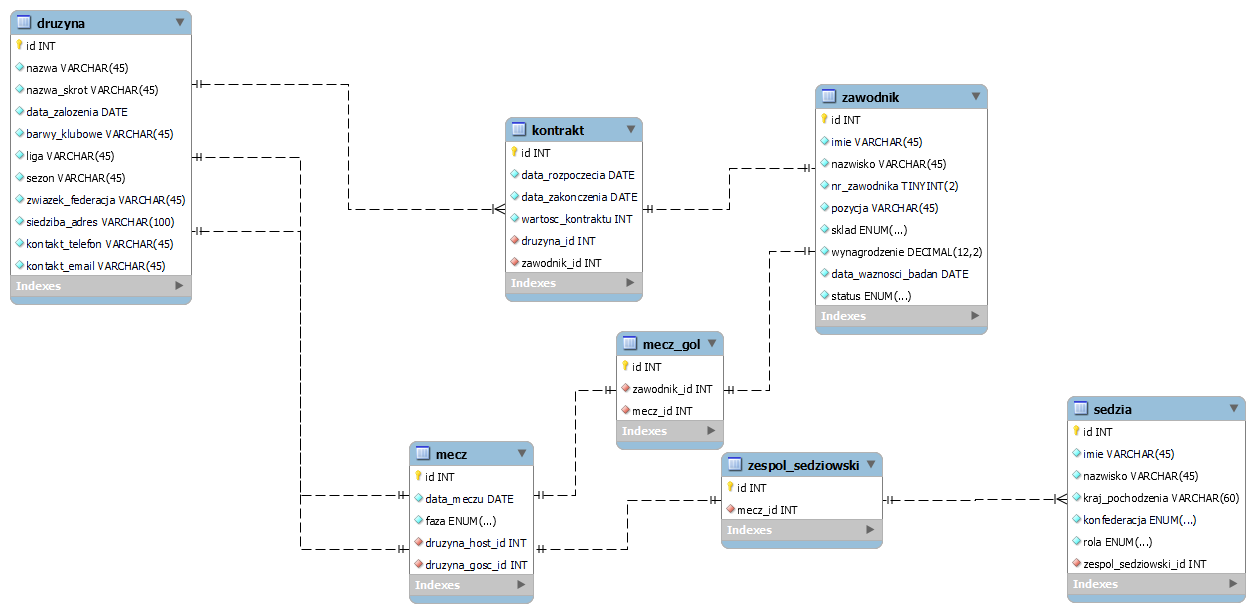 druzyna
id INT
nazwa VARCHAR(45)
nazwa_skrot VARCHAR(45)
data_zalozenia DATE
barwy_klubowe VARCHAR(45)
liga VARCHAR(45)
sezon VARCHAR(45)
zwiazek_federacja VARCHAR(45)
siedziba_adres VARCHAR(100)
kontakt_telefon VARCHAR(45)
kontakt_email VARCHAR(45)
Indexes
kontrakt
id INT
data_rozpoczecia DATE
data_zakonczenia DATE
wartosc_kontraktu INT
druzyna_id INT
zawodnik_id INT
Indexes
zawodnik
id INT
imie VARCHAR(45)
nazwisko VARCHAR(45)
nr_zawodnika TINYINT(2)
pozycja VARCHAR(45)
sklad ENUM(...)
wynagrodzenie DECIMAL(12,2)
data_waznosci_badan DATE
status ENUM(...)
Indexes
mecz_gol
id INT
zawodnik_id INT
mecz_id INT
Indexes
mecz
id INT
data_meczu DATE
faza ENUM(...)
druzyna_host_id INT
druzyna_gosc_id INT
Indexes
zespol_sedziowski
id INT
mecz_id INT
Indexes
sedzia
id INT
imie VARCHAR(45)
nazwisko VARCHAR(45)
kraj_pochodzenia VARCHAR(60)
konfederacja ENUM(...)
rola ENUM(...)
zespol_sedziowski_id INT
Indexes